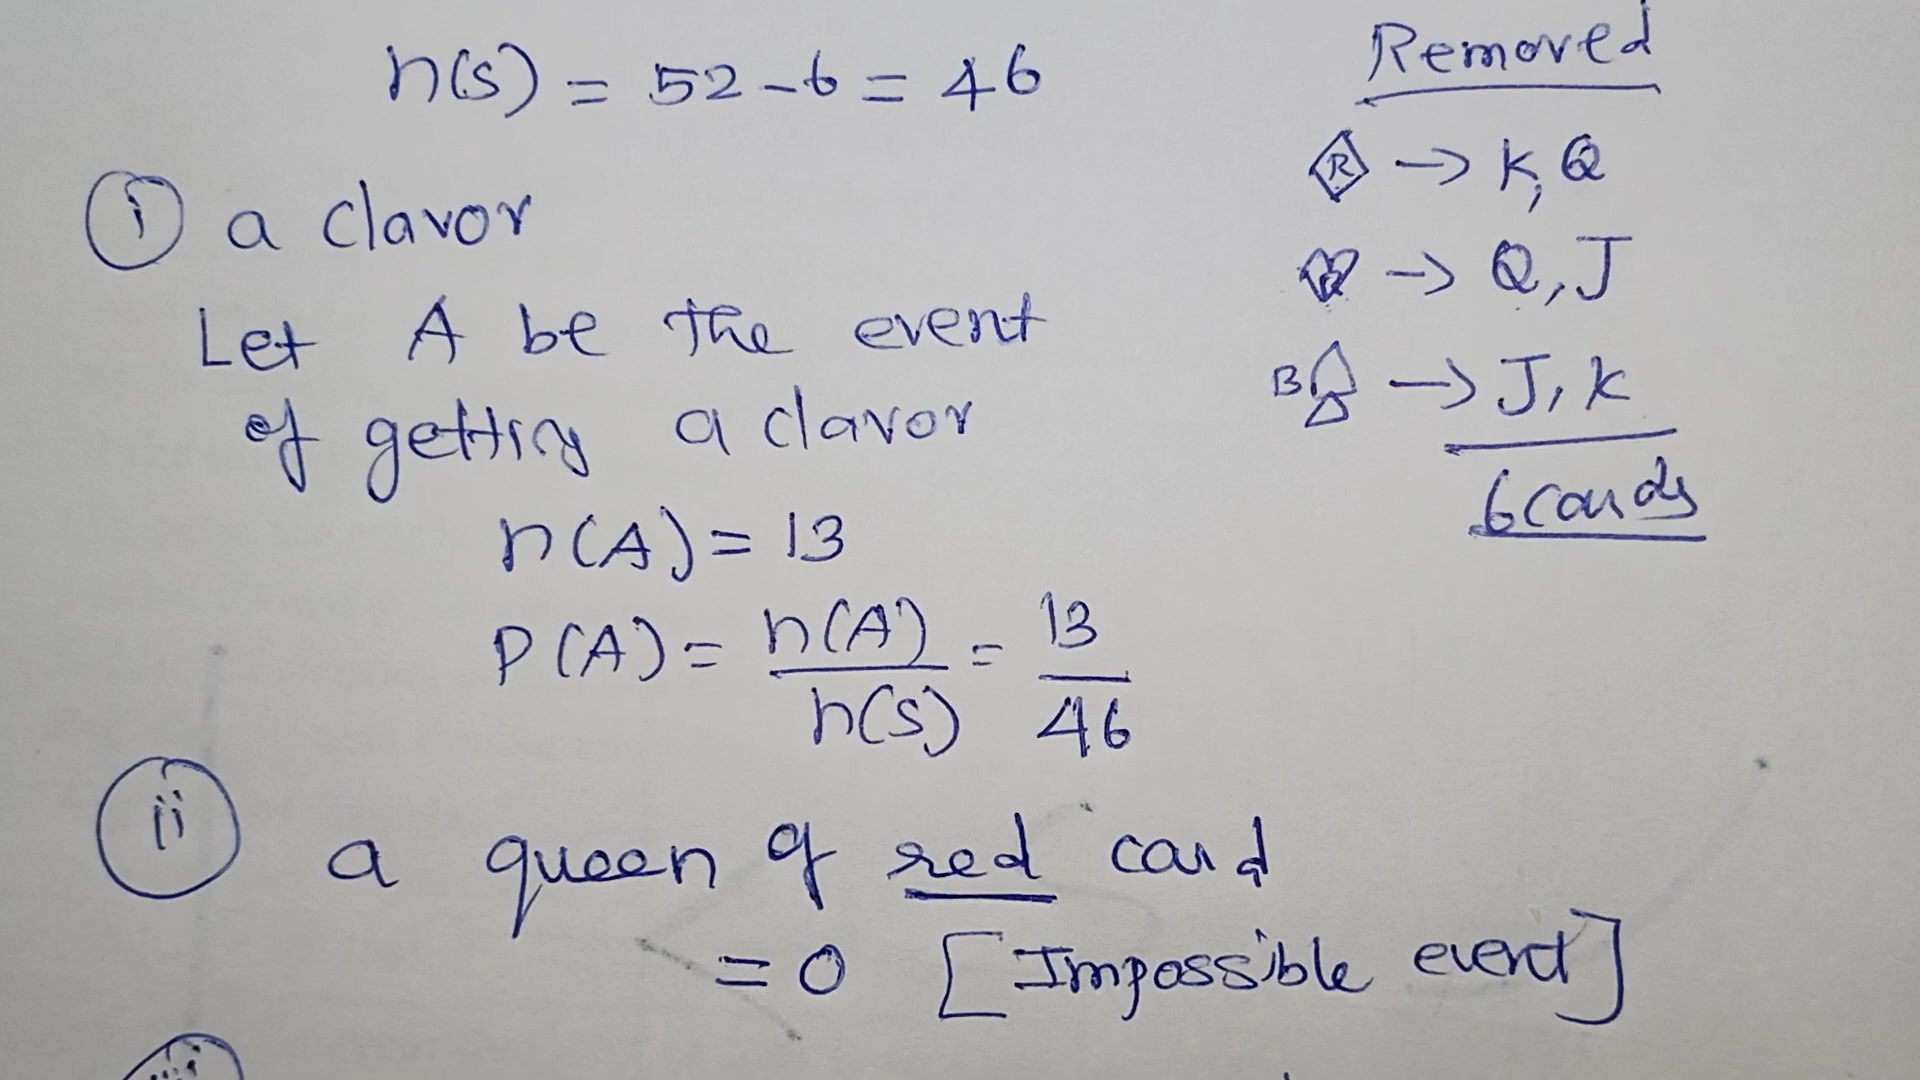 n(S) = 52-6 = 46
(i) a clavor
Let A be the event
of getting a clavor
n(A) = 13
P(A) = n(A)/n(S) = 13/46
(ii) a queen of red card
= 0 [Impossible event]
(iii)
Removed
R → K, Q
→ Q, J
B → J, K
6 cards